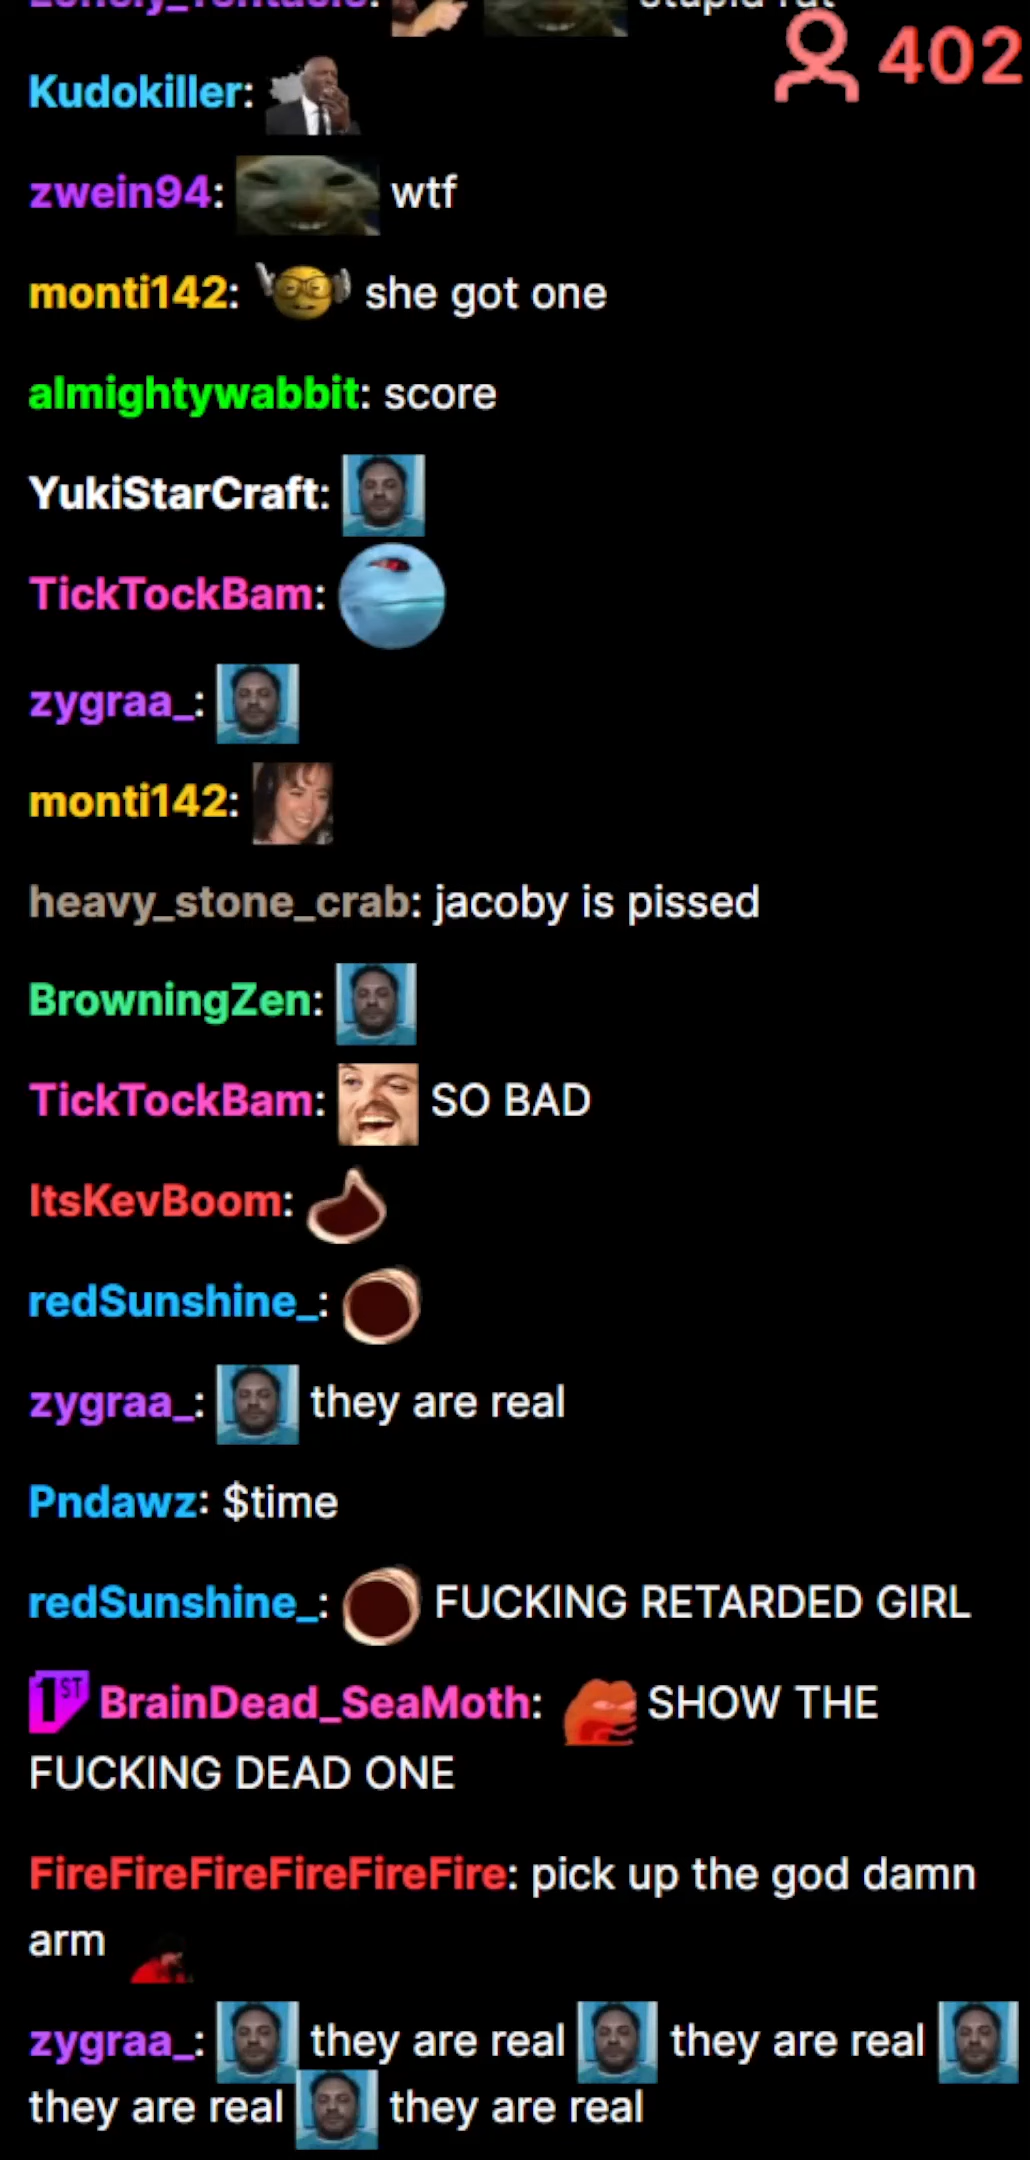 stupid rat
402
Kudokiller:
zwein94: wtf
monti142: she got one
almightywabbit: score
YukiStarCraft:
TickTockBam:
zygraa_:
monti142:
heavy_stone_crab: jacoby is pissed
BrowningZen:
TickTockBam: SO BAD
ItsKevBoom:
redSunshine_:
zygraa_: they are real
Pndawz: $time
redSunshine_: FUCKING RETARDED GIRL
1ST BrainDead_SeaMoth: SHOW THE
FUCKING DEAD ONE
FireFireFireFireFireFire: pick up the god damn
arm
zygraa_: they are real they are real
they are real they are real